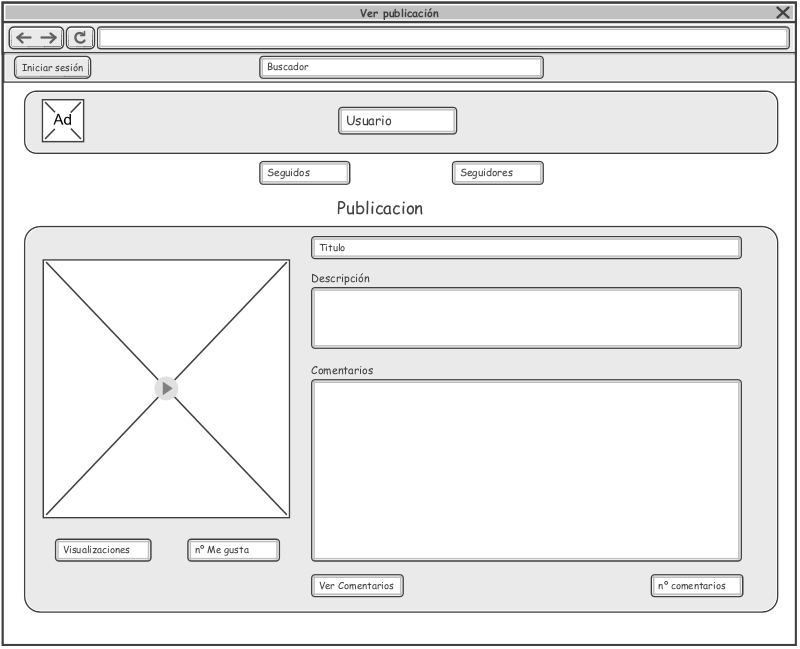 Ver publicación
Iniciar sesión
Buscador
Ad
Usuario
Seguidos
Seguidores
Publicacion
Titulo
Descripción
Comentarios
Visualizaciones
nº Me gusta
Ver Comentarios
nº comentarios